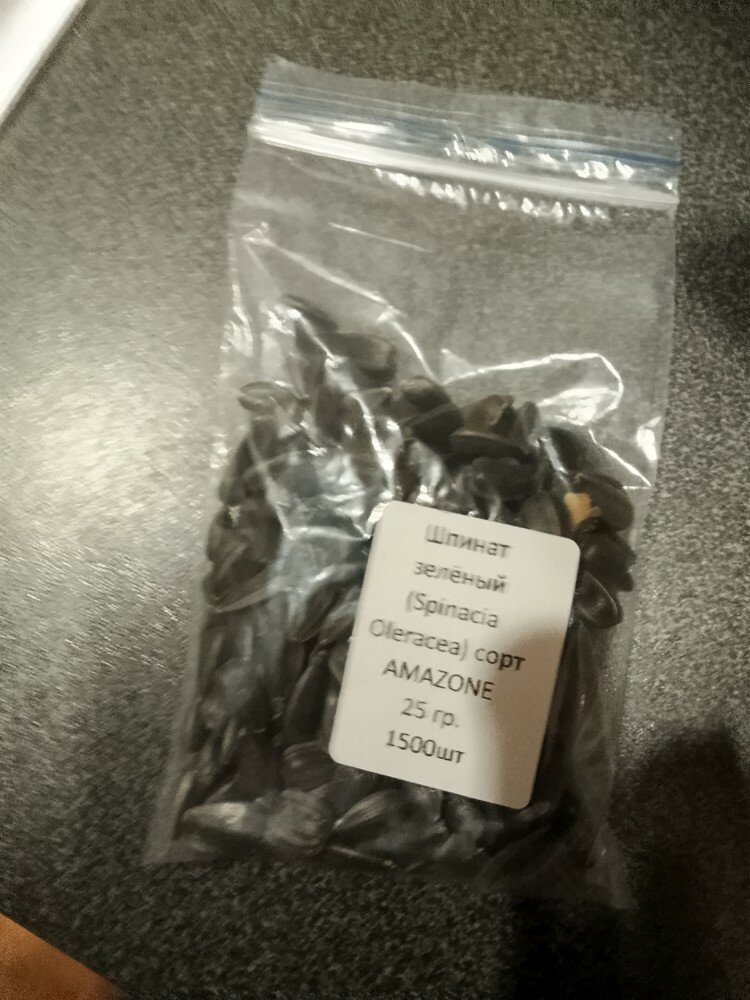 Шпинат
зелёный
(Spinacia
Oleracea) сорт
AMAZONE
25 гр.
1500шт